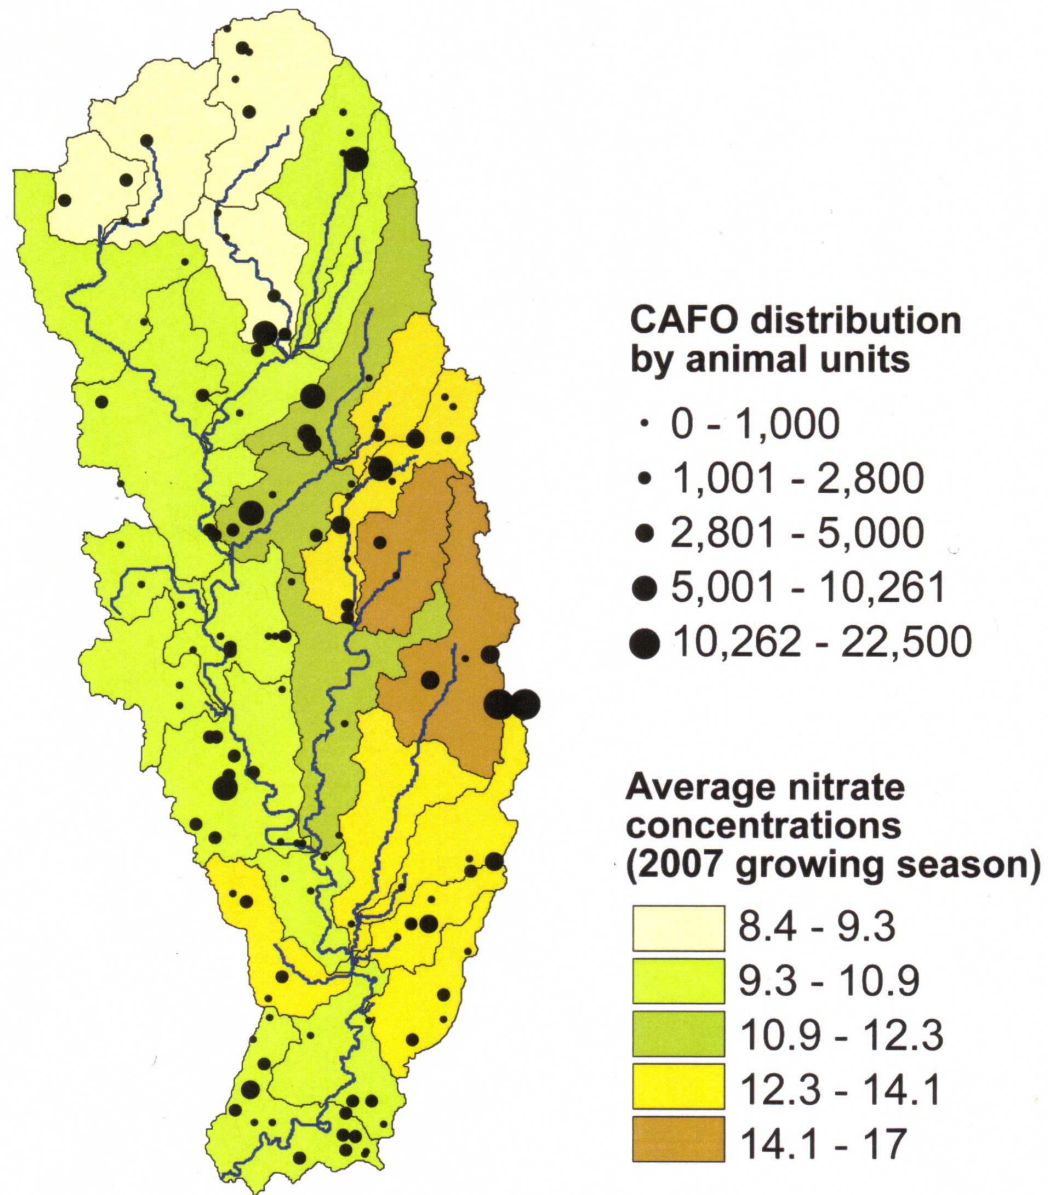 CAFO distribution
by animal units
0 - 1,000
1,001 - 2,800
2,801 - 5,000
5,001 - 10,261
10,262 - 22,500
Average nitrate
concentrations
(2007 growing season)
8.4 - 9.3
9.3 - 10.9
10.9 - 12.3
12.3 - 14.1
14.1 - 17